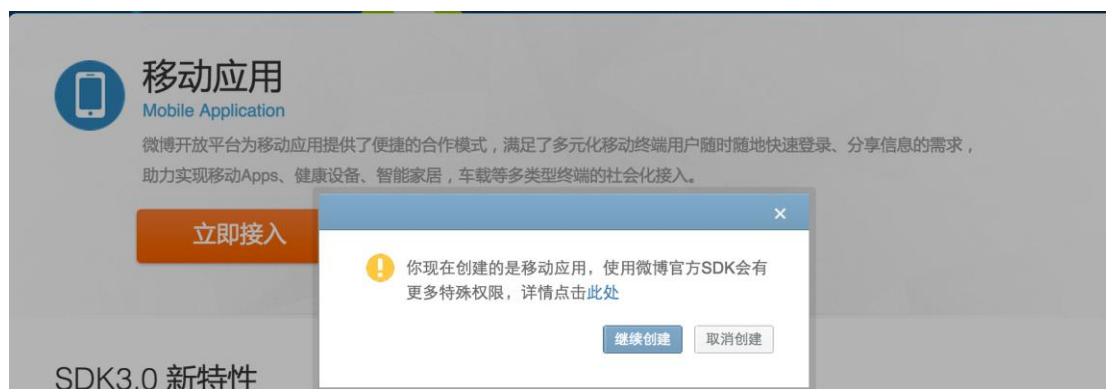 移动应用
Mobile Application
微博开放平台为移动应用提供了便捷的合作模式，满足了多元化移动终端用户随时随地快速登录、分享信息的需求，
助力实现移动Apps、健康设备、智能家居，车载等多类型终端的社会化接入。
立即接入
×
你现在创建的是移动应用，使用微博官方SDK会有
更多特殊权限，详情点击此处
继续创建 取消创建
SDK3.0 新特性